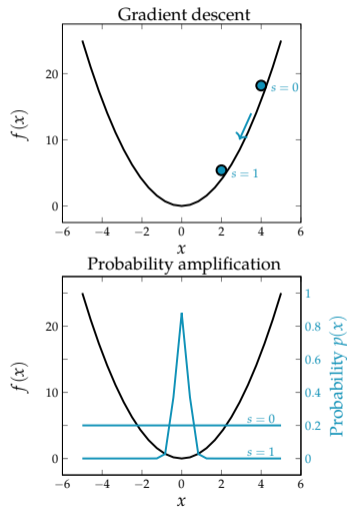 Gradient descent
20
10
0
f(x)
s = 0
s = 1
−6 −4 −2 0 2 4 6
x
Probability amplification
20
10
0
f(x)
1
0.8
0.6
0.4
0.2
0
Probability p(x)
s = 0
s = 1
−6 −4 −2 0 2 4 6
x